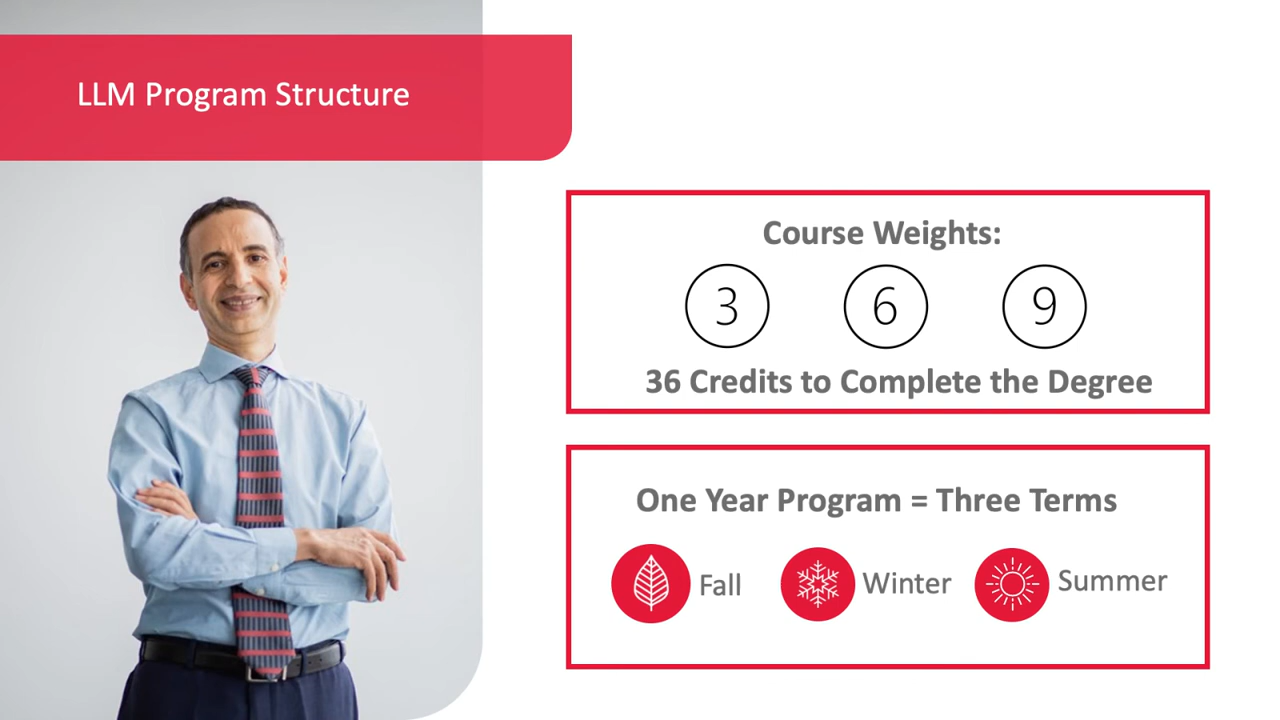 LLM Program Structure
Course Weights:
3 6 9
36 Credits to Complete the Degree
One Year Program = Three Terms
Fall Winter Summer